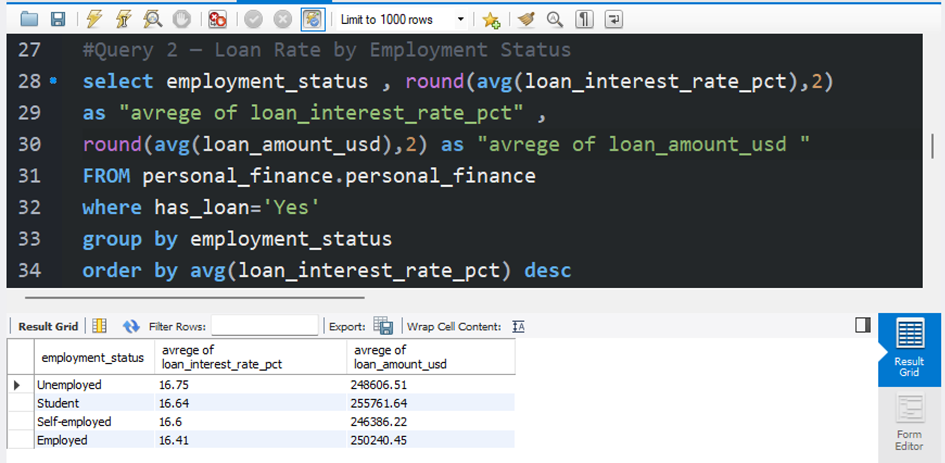 Limit to 1000 rows
27 #Query 2 – Loan Rate by Employment Status
28 select employment_status , round(avg(loan_interest_rate_pct),2)
29 as "avrege of loan_interest_rate_pct" ,
30 round(avg(loan_amount_usd),2) as "avrege of loan_amount_usd "
31 FROM personal_finance.personal_finance
32 where has_loan='Yes'
33 group by employment_status
34 order by avg(loan_interest_rate_pct) desc
Result Grid Filter Rows: Export: Wrap Cell Content:
employment_status avrege of loan_interest_rate_pct avrege of loan_amount_usd
Unemployed 16.75 248606.51
Student 16.64 255761.64
Self-employed 16.6 246386.22
Employed 16.41 250240.45
Result
Grid
Form
Editor